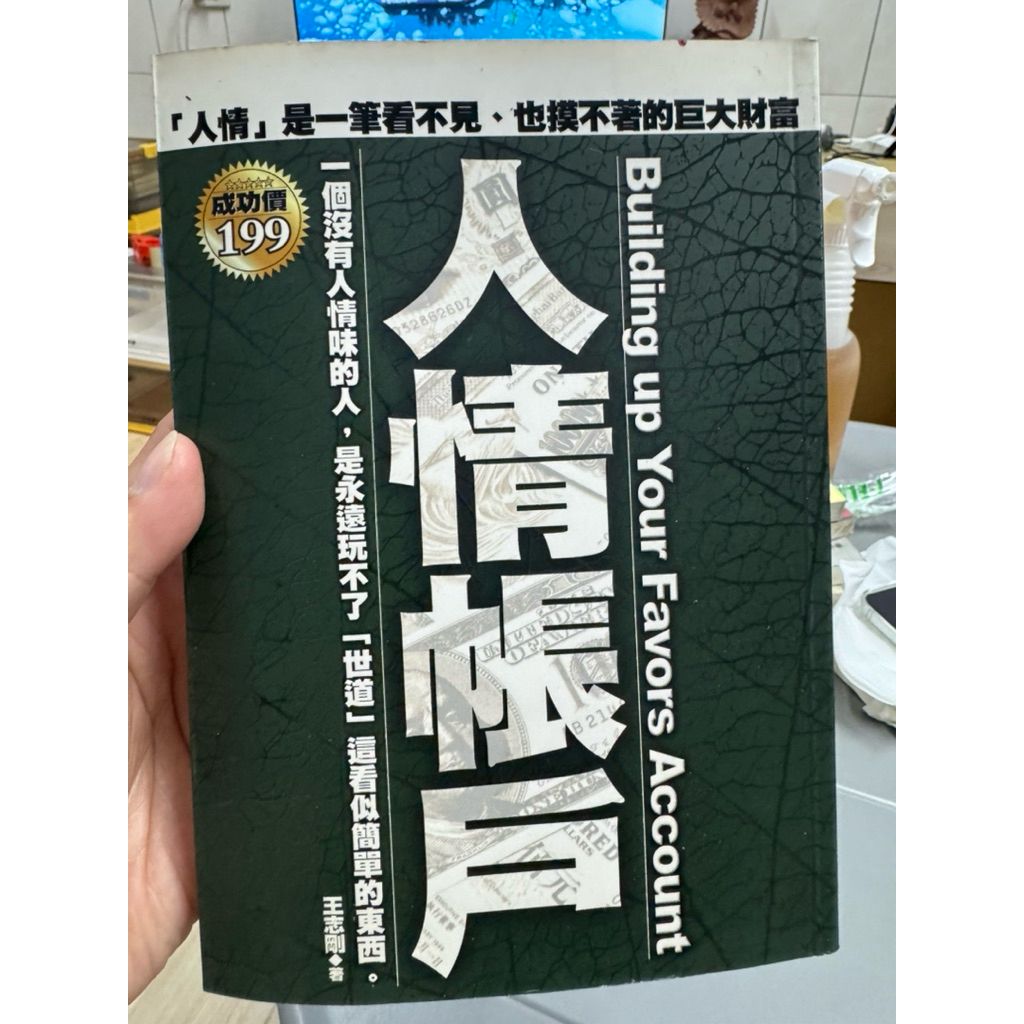 「人情」是一筆看不見、也摸不著的巨大財富
Building up Your Favors Account
人情帳戶
一個沒有人情味的人，是永遠玩不了「世道」這看似簡單的東西。
王志剛◆著
成功價
199